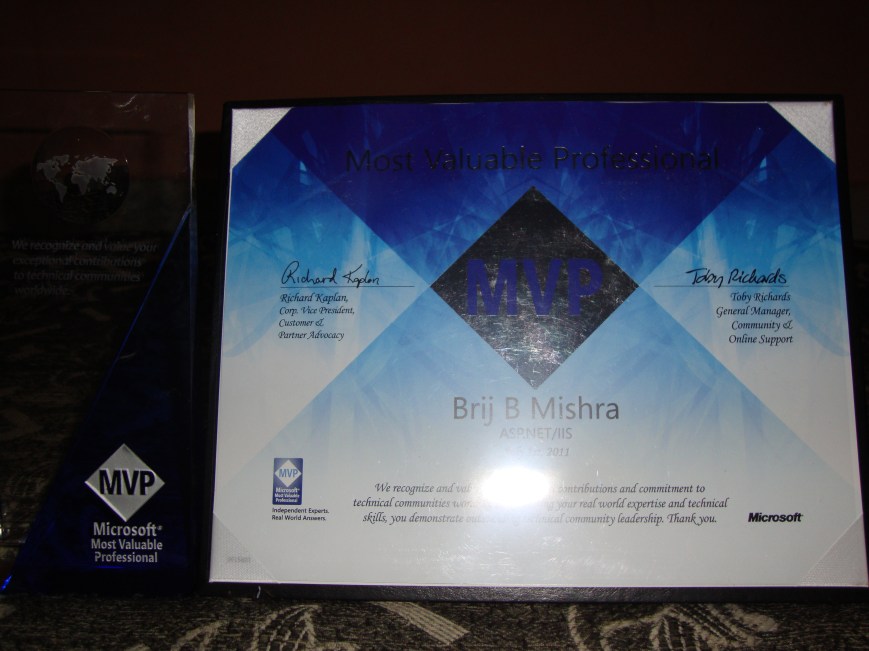 We recognize and value your
exceptional contributions
to technical communities
worldwide.
MVP
Microsoft®
Most Valuable
Professional
Most Valuable Professional
MVP
Richard Kaplan
Richard Kaplan,
Corp. Vice President,
Customer &
Partner Advocacy
Toby Richards
Toby Richards
General Manager,
Community &
Online Support
Brij B Mishra
ASP.NET/IIS
2011
MVP
Microsoft®
Most Valuable
Professional
Independent Experts.
Real World Answers.
We recognize and contributions and commitment to
technical communities your real world expertise and technical
skills, you demonstrate community leadership. Thank you.
Microsoft®